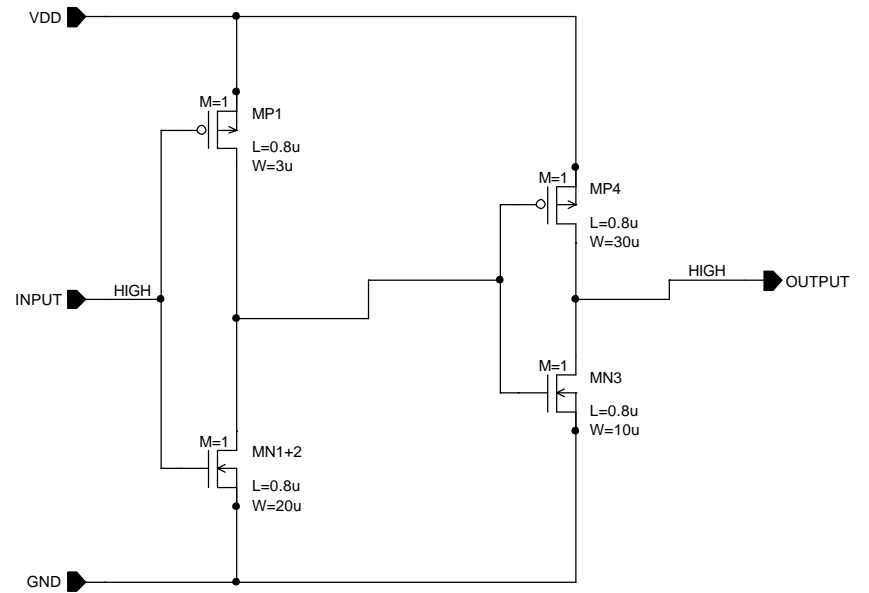 VDD
M=1
MP1
L=0.8u
W=3u
M=1
MP4
L=0.8u
W=30u
INPUT
HIGH
HIGH
OUTPUT
M=1
MN3
L=0.8u
W=10u
M=1
MN1+2
L=0.8u
W=20u
GND